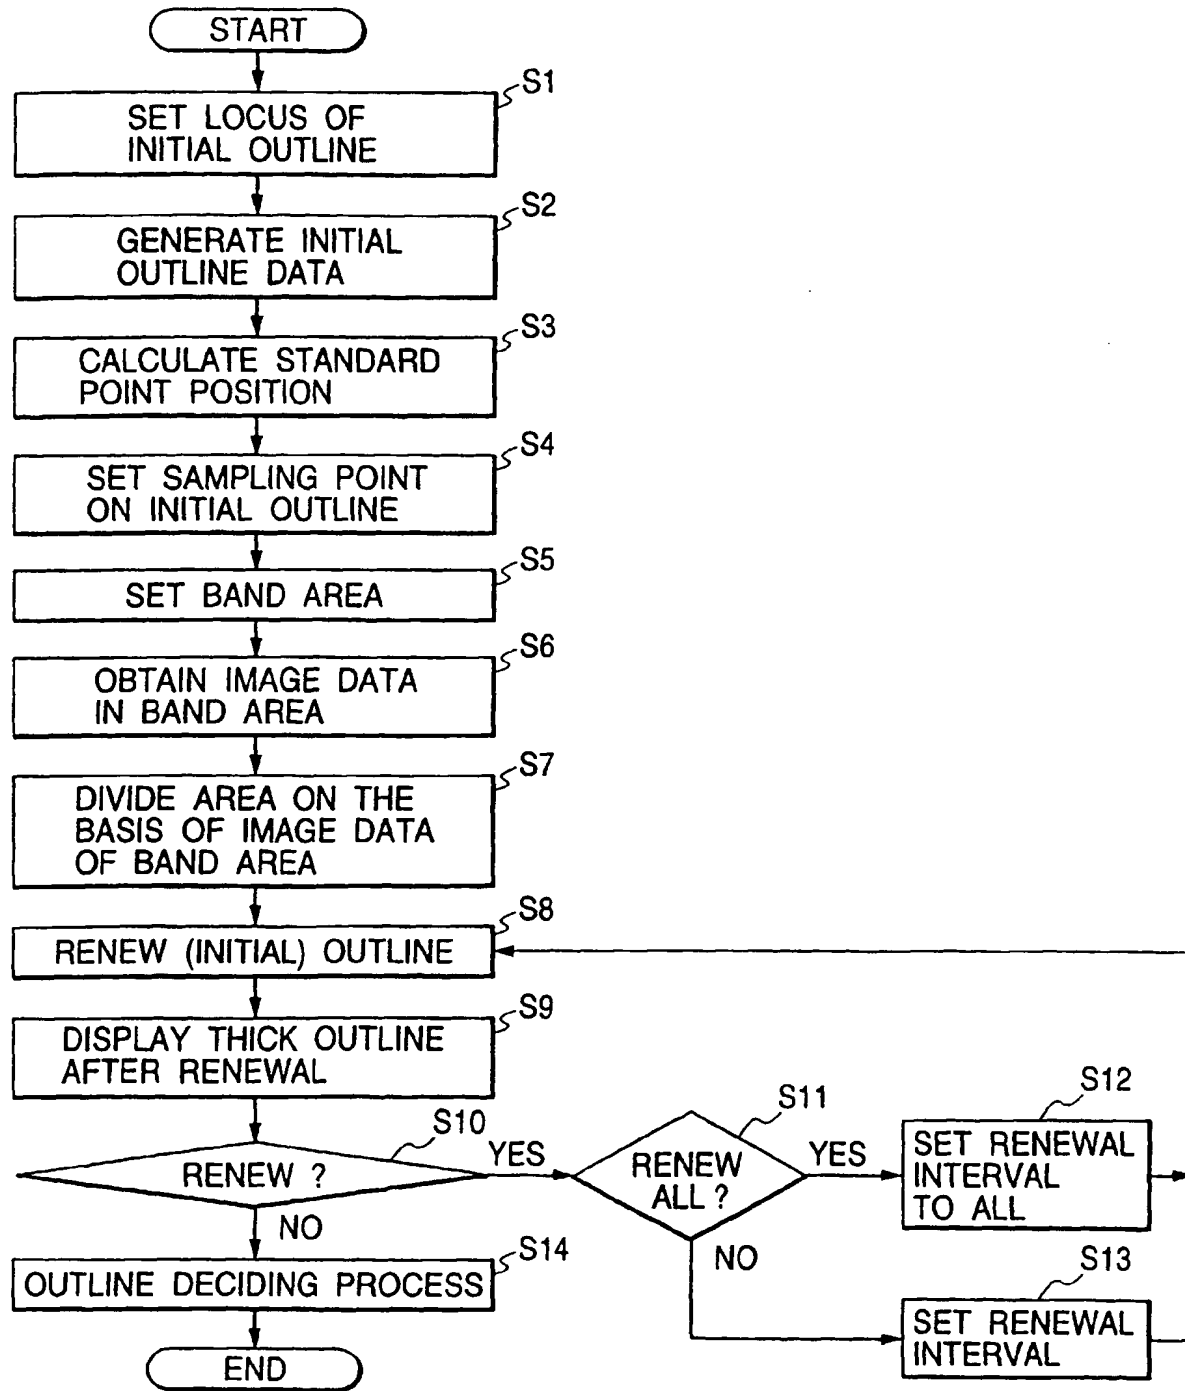 START
S1
SET LOCUS OF
INITIAL OUTLINE
S2
GENERATE INITIAL
OUTLINE DATA
S3
CALCULATE STANDARD
POINT POSITION
S4
SET SAMPLING POINT
ON INITIAL OUTLINE
S5
SET BAND AREA
S6
OBTAIN IMAGE DATA
IN BAND AREA
S7
DIVIDE AREA ON THE
BASIS OF IMAGE DATA
OF BAND AREA
S8
RENEW (INITIAL) OUTLINE
S9
DISPLAY THICK OUTLINE
AFTER RENEWAL
S10
RENEW ?
YES
NO
S11
RENEW
ALL ?
YES
NO
S12
SET RENEWAL
INTERVAL
TO ALL
S13
SET RENEWAL
INTERVAL
S14
OUTLINE DECIDING PROCESS
END